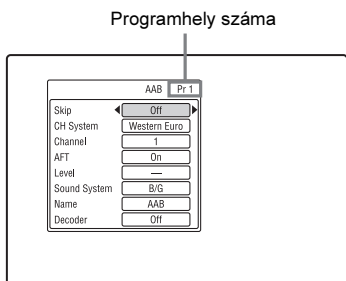 Programhely száma
AAB Pr 1
Skip Off
CH System Western Euro
Channel 1
AFT On
Level —
Sound System B/G
Name AAB
Decoder Off